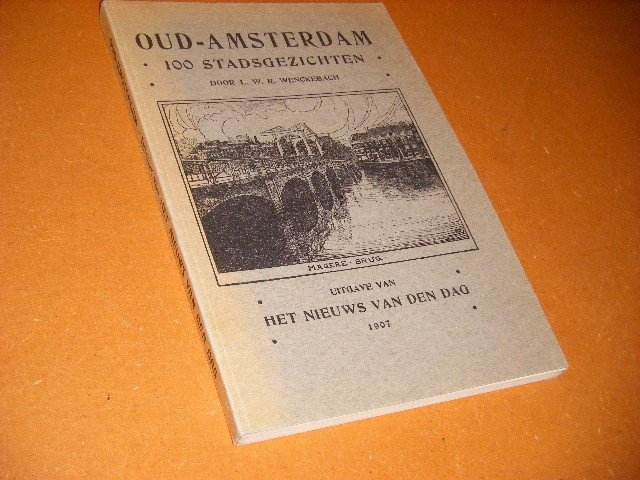 OUD-AMSTERDAM
· 100 STADSGEZICHTEN ·
DOOR L. W. R. WENCKEBACH
MAGERE-BRUG
UITGAVE VAN
HET NIEUWS VAN DEN DAG
1907